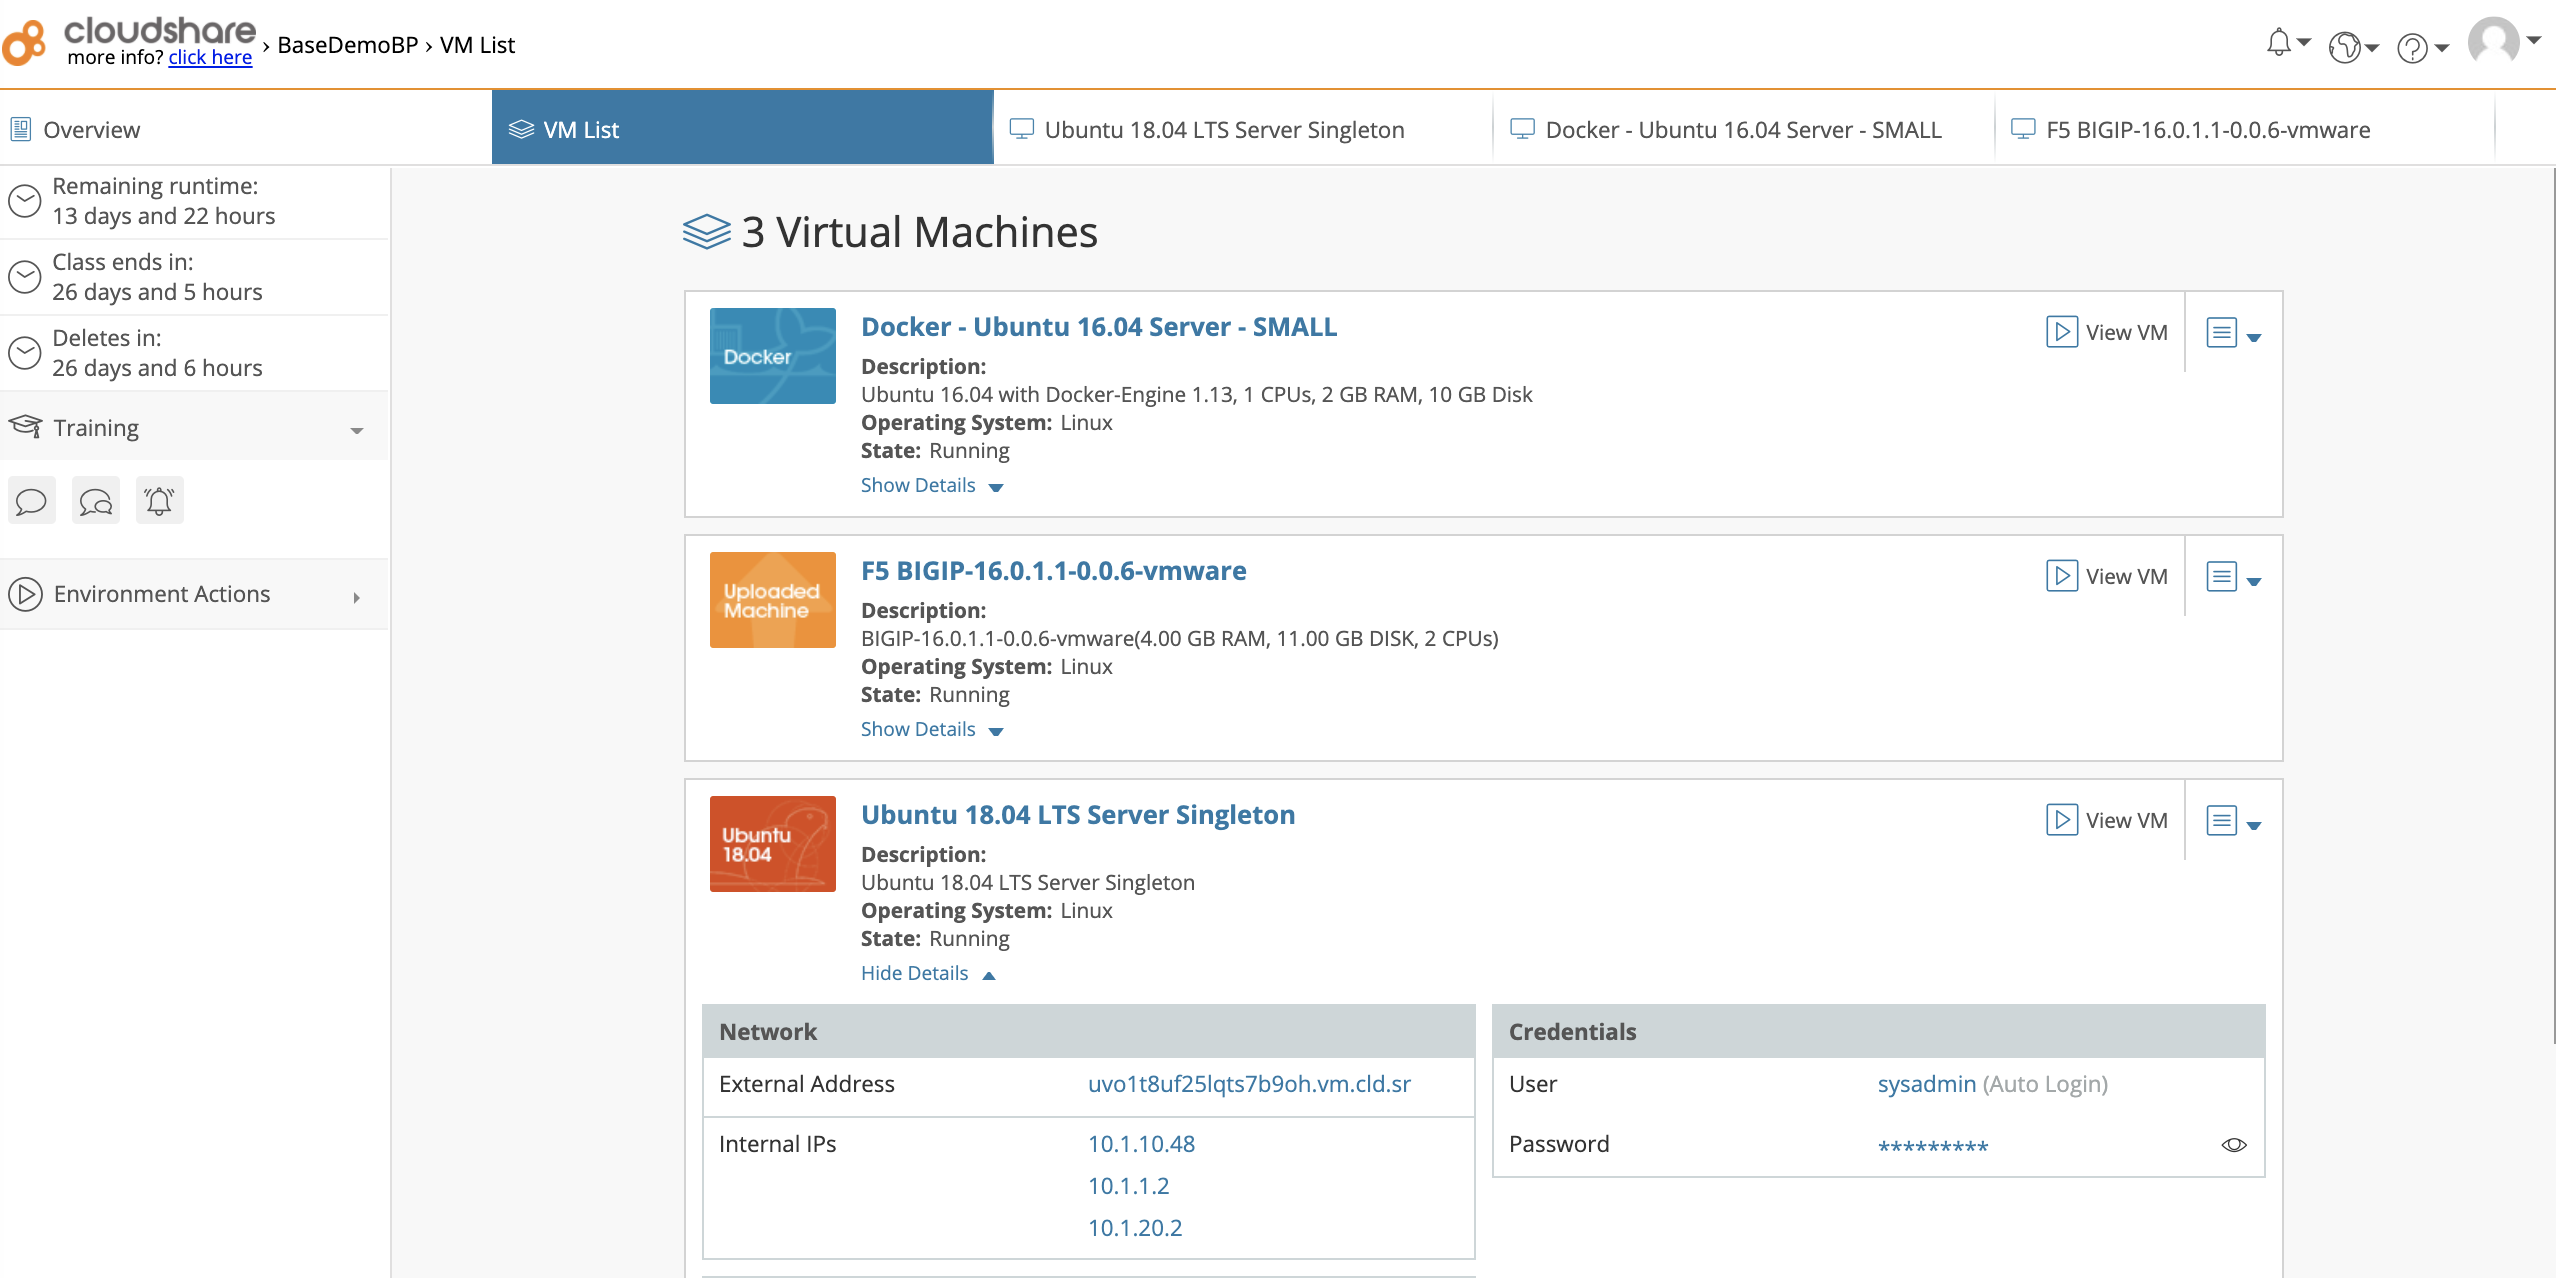 cloudshare
more info? click here › BaseDemoBP › VM List
Overview
VM List
Ubuntu 18.04 LTS Server Singleton
Docker - Ubuntu 16.04 Server - SMALL
F5 BIGIP-16.0.1.1-0.0.6-vmware
Remaining runtime:
13 days and 22 hours
Class ends in:
26 days and 5 hours
Deletes in:
26 days and 6 hours
Training
Environment Actions
3 Virtual Machines
Docker
Docker - Ubuntu 16.04 Server - SMALL
View VM
Description:
Ubuntu 16.04 with Docker-Engine 1.13, 1 CPUs, 2 GB RAM, 10 GB Disk
Operating System: Linux
State: Running
Show Details
Uploaded
Machine
F5 BIGIP-16.0.1.1-0.0.6-vmware
View VM
Description:
BIGIP-16.0.1.1-0.0.6-vmware(4.00 GB RAM, 11.00 GB DISK, 2 CPUs)
Operating System: Linux
State: Running
Show Details
Ubuntu
18.04
Ubuntu 18.04 LTS Server Singleton
View VM
Description:
Ubuntu 18.04 LTS Server Singleton
Operating System: Linux
State: Running
Hide Details
Network
External Address uvo1t8uf25lqts7b9oh.vm.cld.sr
Internal IPs 10.1.10.48
10.1.1.2
10.1.20.2
Credentials
User sysadmin (Auto Login)
Password *********